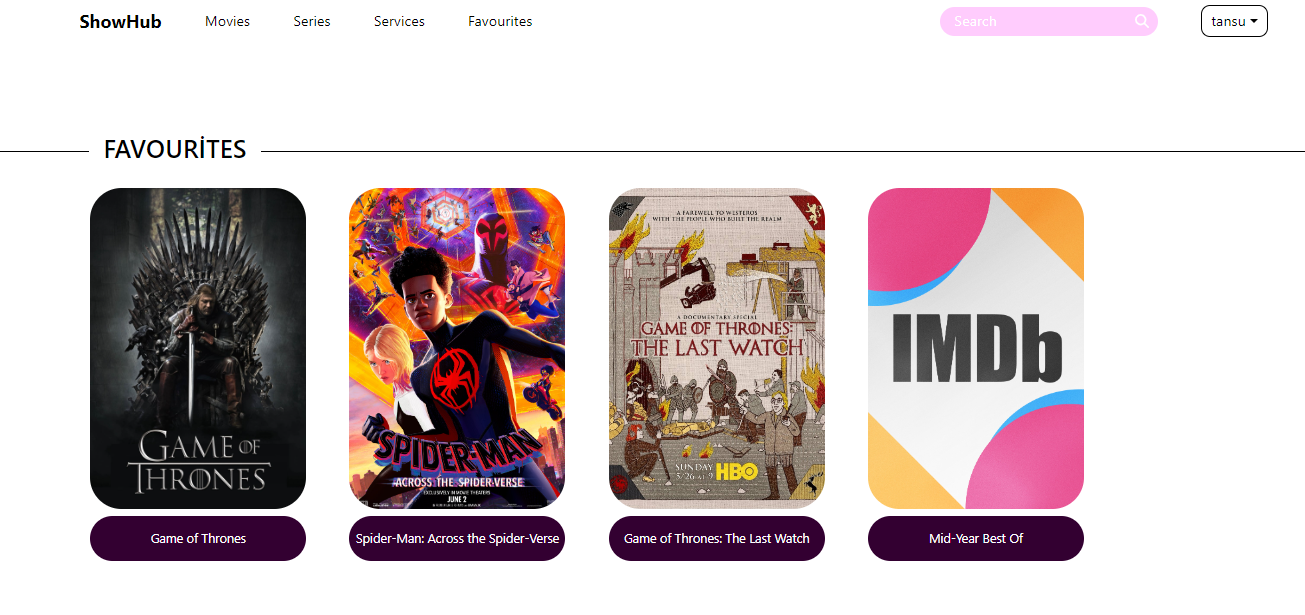 ShowHub
Movies
Series
Services
Favourites
Search
tansu
FAVOURİTES
GAME OF
THRONES
SPIDER-MAN
ACROSS THE SPIDER-VERSE
EXCLUSIVELY IN MOVIE THEATERS
JUNE 2
A FAREWELL TO WESTEROS
WITH THE PEOPLE WHO BUILT THE REALM
A DOCUMENTARY SPECIAL
GAME OF THRONES:
THE LAST WATCH
SUNDAY
5/26 AT 9
HBO
IMDb
Game of Thrones
Spider-Man: Across the Spider-Verse
Game of Thrones: The Last Watch
Mid-Year Best Of